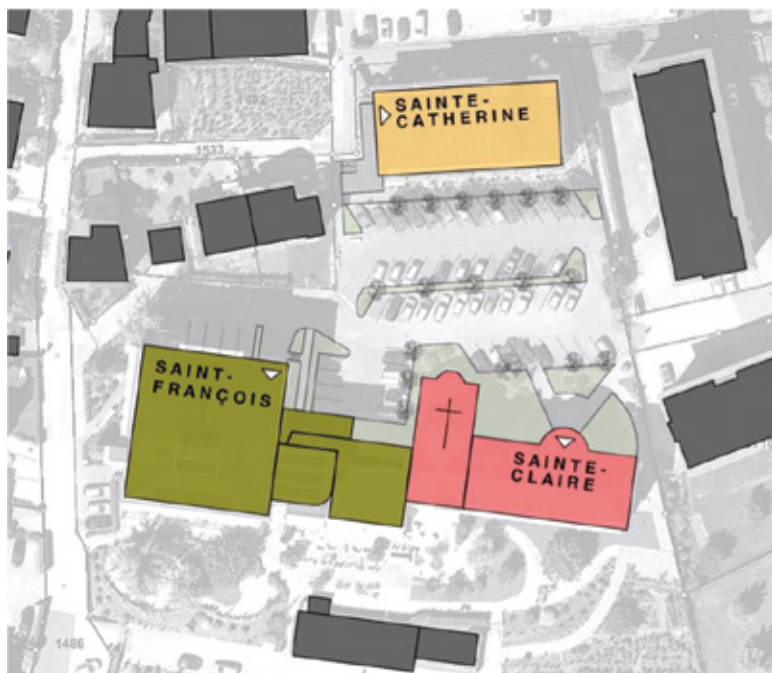 SAINTE-
CATHERINE
1533
SAINT-
FRANÇOIS
SAINTE-
CLAIRE
1486